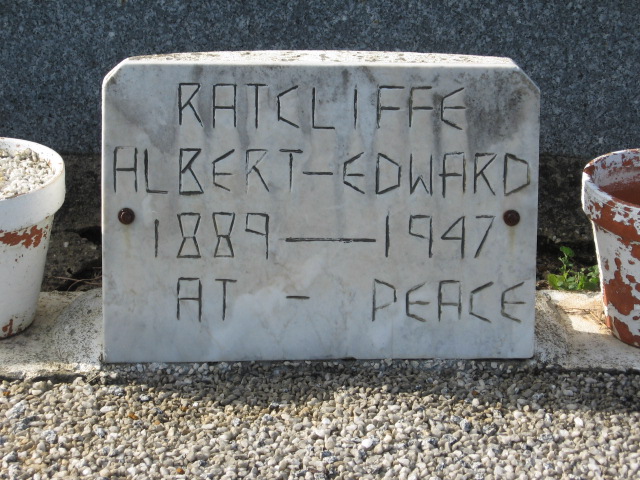 RATCLIFFE
ALBERT-EDWARD
1889—1947
AT - PEACE